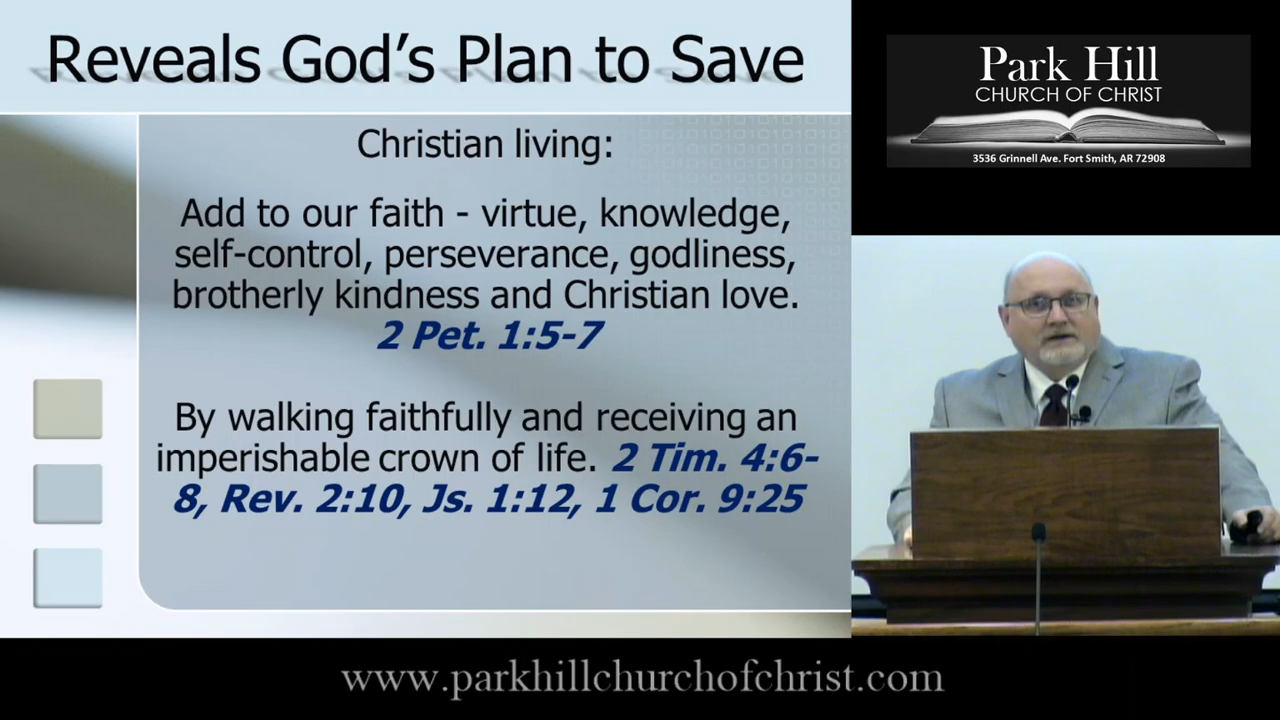 Reveals God's Plan to Save
Christian living:
Add to our faith - virtue, knowledge,
self-control, perseverance, godliness,
brotherly kindness and Christian love.
2 Pet. 1:5-7
By walking faithfully and receiving an
imperishable crown of life. 2 Tim. 4:6-
8, Rev. 2:10, Js. 1:12, 1 Cor. 9:25
Park Hill
CHURCH OF CHRIST
3536 Grinnell Ave. Fort Smith, AR 72908
www.parkhillchurchofchrist.com